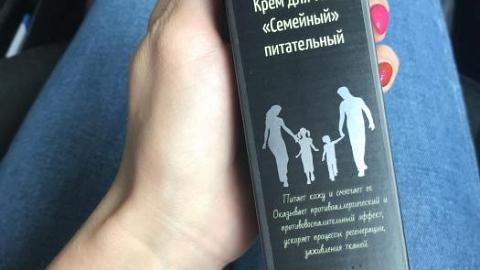 Крем для
«Семейный»
питательный
Питает кожу и смягчает ее.
Оказывает противоаллергический и
противовоспалительный эффект,
ускоряет процессы регенерации,
заживления тканей.